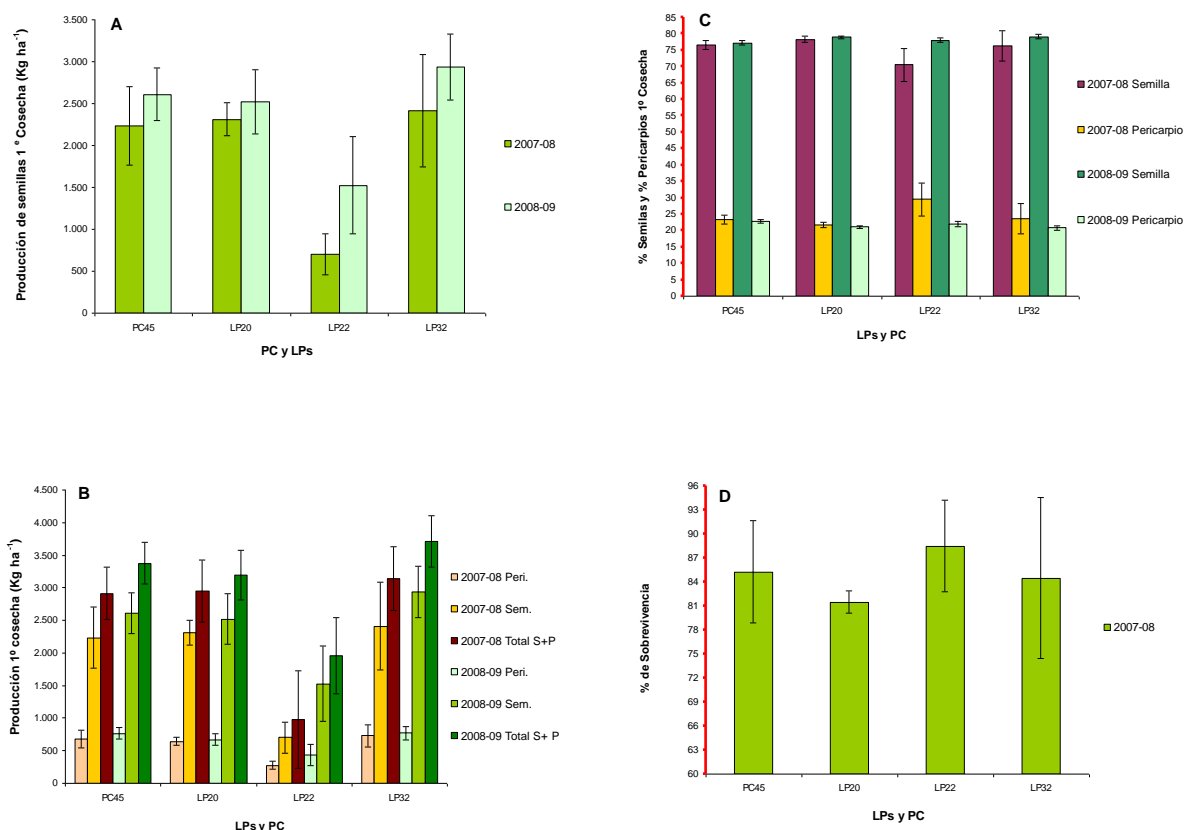 A
Producción de semillas 1 º Cosecha (Kg ha⁻¹)
3.500
3.000
2.500
2.000
1.500
1.000
500
0
PC45 LP20 LP22 LP32
PC y LPs
2007-08
2008-09
C
% Semilas y % Pericarpios 1º Cosecha
85
80
75
70
65
60
55
50
45
40
35
30
25
20
15
10
5
0
PC45 LP20 LP22 LP32
LPs y PC
2007-08 Semilla
2007-08 Pericarpio
2008-09 Semilla
2008-09 Pericarpio
B
Producción 1º cosecha (Kg ha⁻¹)
4.500
4.000
3.500
3.000
2.500
2.000
1.500
1.000
500
0
PC45 LP20 LP22 LP32
LPs y PC
2007-08 Peri.
2007-08 Sem.
2007-08 Total S+P
2008-09 Peri.
2008-09 Sem.
2008-09 Total S+ P
D
% de Sobrevivencia
96
93
90
87
84
81
78
75
72
69
66
63
60
PC45 LP20 LP22 LP32
LPs y PC
2007-08